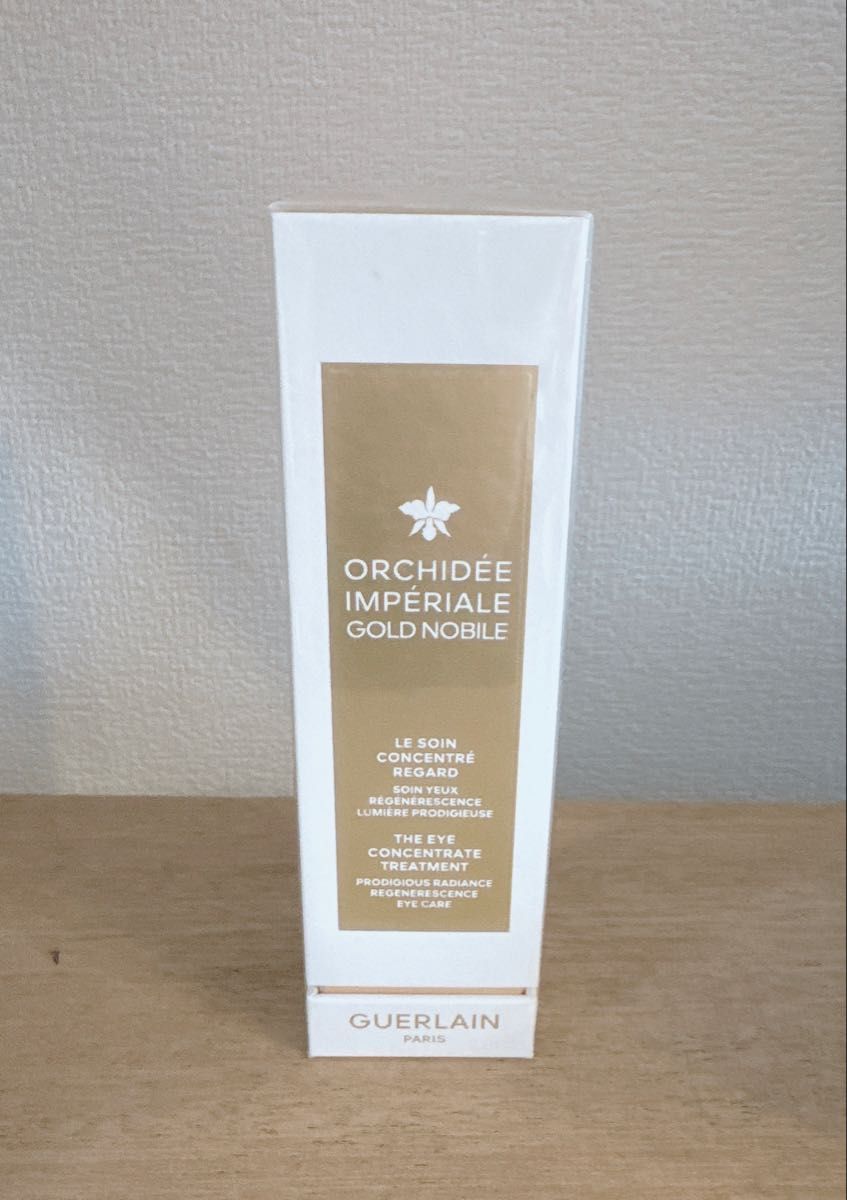 ORCHIDÉE
IMPÉRIALE
GOLD NOBILE
LE SOIN
CONCENTRÉ
REGARD
SOIN YEUX
RÉGÉNÉRESCENCE
LUMIÈRE PRODIGIEUSE
THE EYE
CONCENTRATE
TREATMENT
PRODIGIOUS RADIANCE
REGENERESCENCE
EYE CARE
GUERLAIN
PARIS